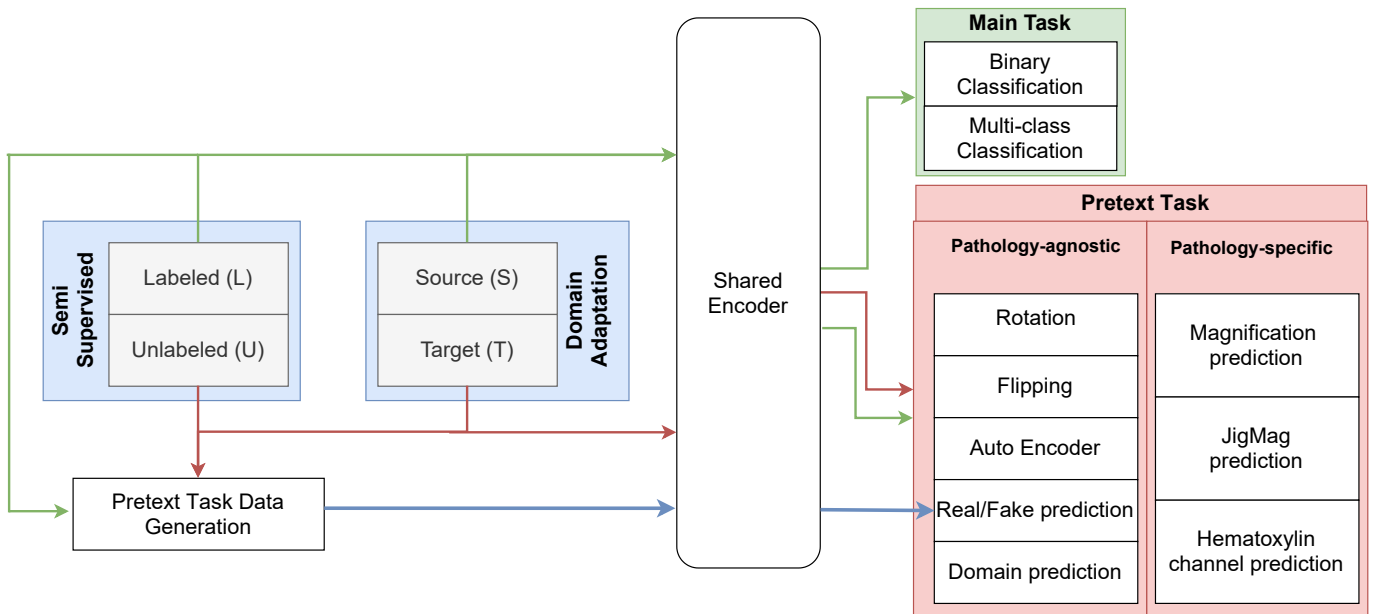 Main Task
Binary
Classification
Multi-class
Classification
Semi
Supervised
Labeled (L)
Unlabeled (U)
Source (S)
Target (T)
Domain
Adaptation
Pretext Task Data
Generation
Shared
Encoder
Pretext Task
Pathology-agnostic
Rotation
Flipping
Auto Encoder
Real/Fake prediction
Domain prediction
Pathology-specific
Magnification
prediction
JigMag
prediction
Hematoxylin
channel prediction